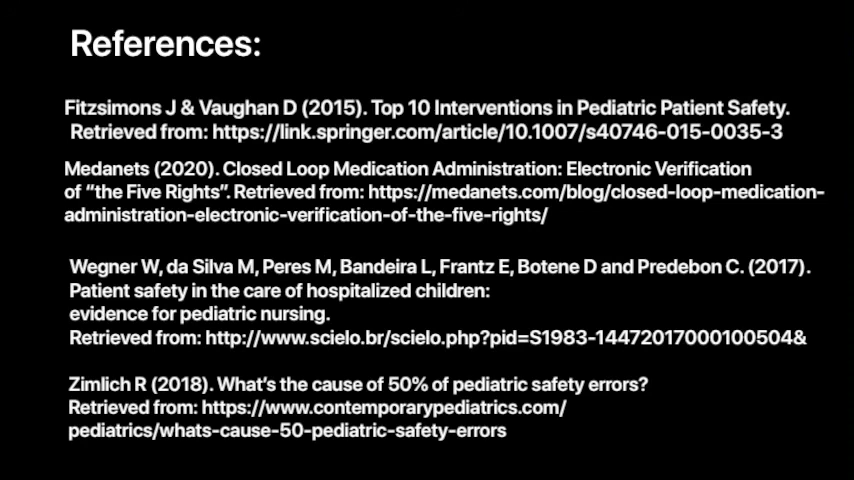 References:
Fitzsimons J & Vaughan D (2015). Top 10 Interventions in Pediatric Patient Safety.
Retrieved from: https://link.springer.com/article/10.1007/s40746-015-0035-3
Medanets (2020). Closed Loop Medication Administration: Electronic Verification
of “the Five Rights”. Retrieved from: https://medanets.com/blog/closed-loop-medication-
administration-electronic-verification-of-the-five-rights/
Wegner W, da Silva M, Peres M, Bandeira L, Frantz E, Botene D and Predebon C. (2017).
Patient safety in the care of hospitalized children:
evidence for pediatric nursing.
Retrieved from: http://www.scielo.br/scielo.php?pid=S1983-14472017000100504&
Zimlich R (2018). What’s the cause of 50% of pediatric safety errors?
Retrieved from: https://www.contemporarypediatrics.com/
pediatrics/whats-cause-50-pediatric-safety-errors